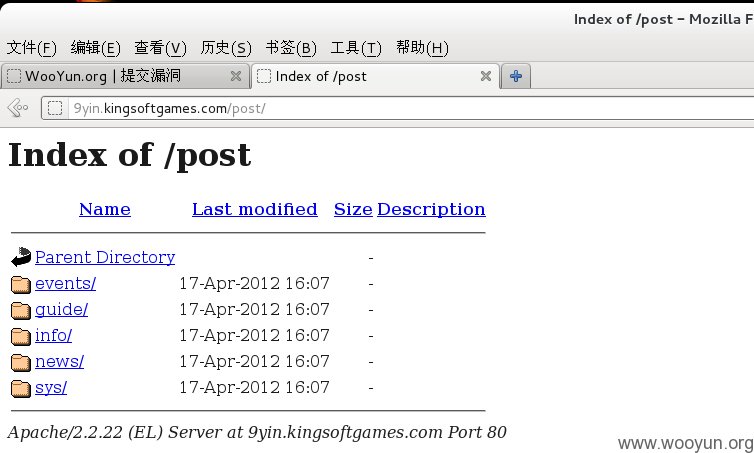 Index of /post - Mozilla F
文件(F) 编辑(E) 查看(V) 历史(S) 书签(B) 工具(T) 帮助(H)
WooYun.org | 提交漏洞 Index of /post
9yin.kingsoftgames.com/post/
Index of /post
Name Last modified Size Description
Parent Directory -
events/ 17-Apr-2012 16:07 -
guide/ 17-Apr-2012 16:07 -
info/ 17-Apr-2012 16:07 -
news/ 17-Apr-2012 16:07 -
sys/ 17-Apr-2012 16:07 -
Apache/2.2.22 (EL) Server at 9yin.kingsoftgames.com Port 80
www.wooyun.org